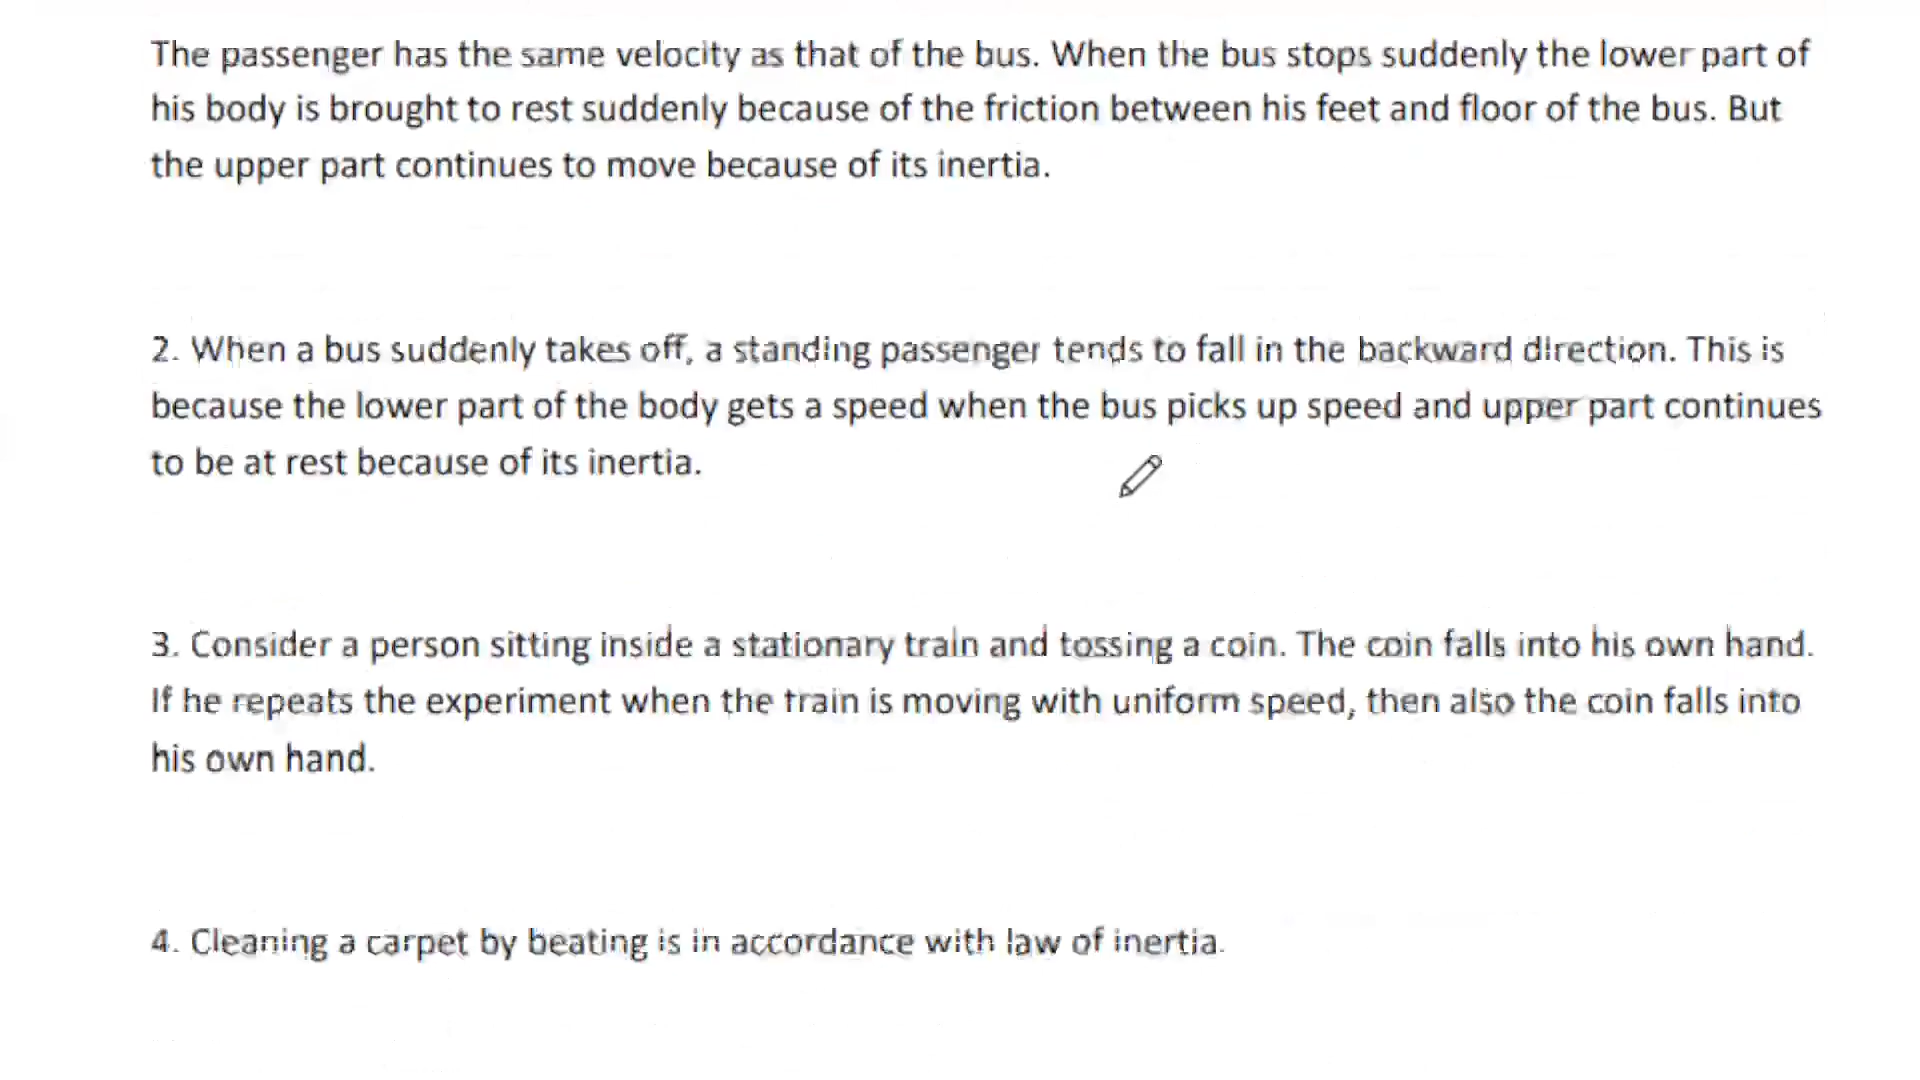 The passenger has the same velocity as that of the bus. When the bus stops suddenly the lower part of
his body is brought to rest suddenly because of the friction between his feet and floor of the bus. But
the upper part continues to move because of its inertia.
2. When a bus suddenly takes off, a standing passenger tends to fall in the backward direction. This is
because the lower part of the body gets a speed when the bus picks up speed and upper part continues
to be at rest because of its inertia.
3. Consider a person sitting inside a stationary train and tossing a coin. The coin falls into his own hand.
If he repeats the experiment when the train is moving with uniform speed, then also the coin falls into
his own hand.
4. Cleaning a carpet by beating is in accordance with law of inertia.